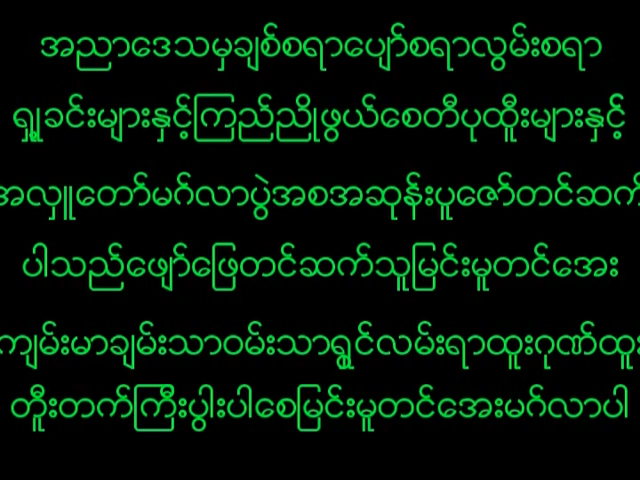 အညာဒေသမှချစ်စရာပျော်စရာလွမ်းစရာ
ရှုခင်းများနှင့်ကြည်ညိုဖွယ်စေတီပုထိုးများနှင့်
အလှူတော်မင်္ဂလာပွဲအစအဆုန်းပူဇော်တင်ဆက်
ပါသည်ဖျော်ဖြေတင်ဆက်သူမြင်းမူတင်အေး
ကျမ်းမာချမ်းသာဝမ်းသာရွှင်လမ်းရာထူးဂုဏ်ထူး
တိူးတက်ကြီးပွါးပါစေမြင်းမူတင်အေးမင်္ဂလာပါ